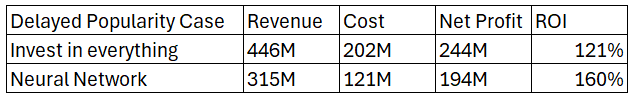 Delayed Popularity Case Revenue Cost Net Profit ROI
Invest in everything 446M 202M 244M 121%
Neural Network 315M 121M 194M 160%